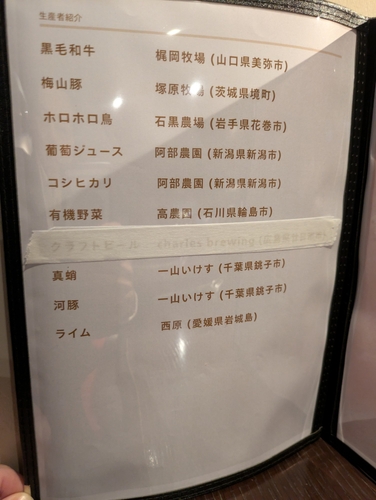 生産者紹介
黒毛和牛 梶岡牧場 (山口県美弥市)
梅山豚 塚原牧場 (茨城県境町)
ホロホロ鳥 石黒農場 (岩手県花巻市)
葡萄ジュース 阿部農園 (新潟県新潟市)
コシヒカリ 阿部農園 (新潟県新潟市)
有機野菜 高農園 (石川県輪島市)
クラフトビール charles brewing
真蛸 一山いけす (千葉県銚子市)
河豚 一山いけす (千葉県銚子市)
ライム 西原 (愛媛県岩城島)